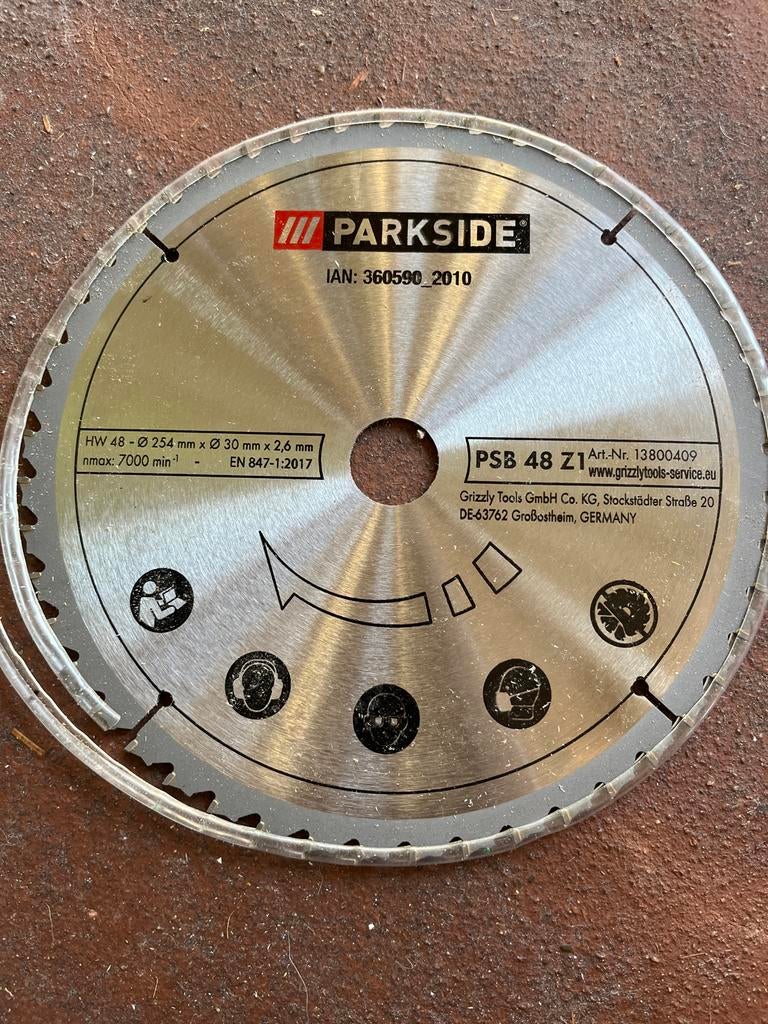 PARKSIDE®
IAN: 360590_2010
HW 48 - Ø 254 mm x Ø 30 mm x 2,6 mm
nmax: 7000 min⁻¹ - EN 847-1:2017
PSB 48 Z1 Art.-Nr. 13800409
www.grizzlytools-service.eu
Grizzly Tools GmbH Co. KG, Stockstädter Straße 20
DE-63762 Großostheim, GERMANY